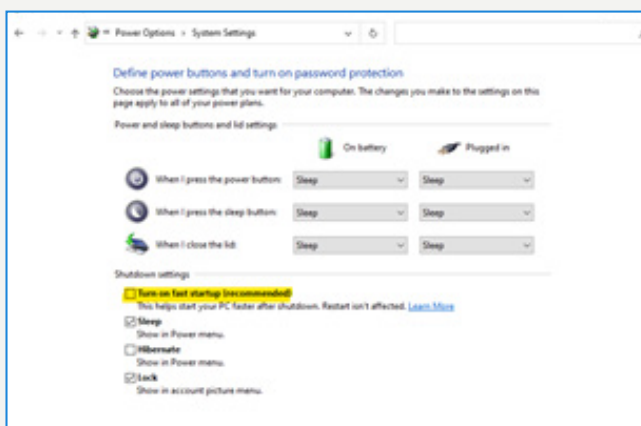 Power Options > System Settings
Define power buttons and turn on password protection
Choose the power settings that you want for your computer. The changes you make to the settings on this
page apply to all of your power plans.
Power and sleep buttons and lid settings
On battery Plugged in
When I press the power button: Sleep Sleep
When I press the sleep button: Sleep Sleep
When I close the lid: Sleep Sleep
Shutdown settings
Turn on fast startup (recommended)
This helps start your PC faster after shutdown. Restart isn't affected. Learn More
Sleep
Show in Power menu.
Hibernate
Show in Power menu.
Lock
Show in account picture menu.